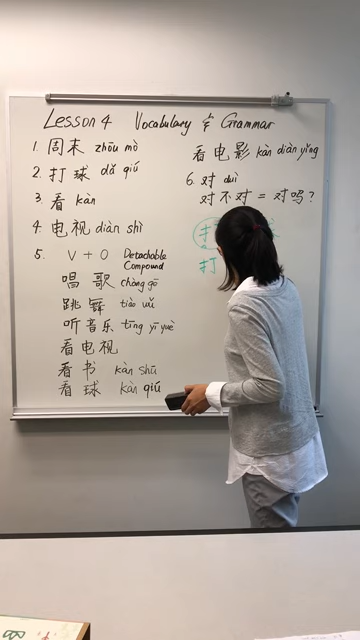 Lesson 4 Vocabulary & Grammar
1. 周末 zhōu mò
2. 打球 dǎ qiú
3. 看 kàn
4. 电视 diàn shì
5. V + O Detachable Compound
唱歌 chàng gō
跳舞 tiào wǔ
听音乐 tīng yī yuè
看电视
看书 kàn shū
看球 kàn qiú
看电影 kàn diàn yǐng
6. 对 duì
对不对 = 对吗?
打